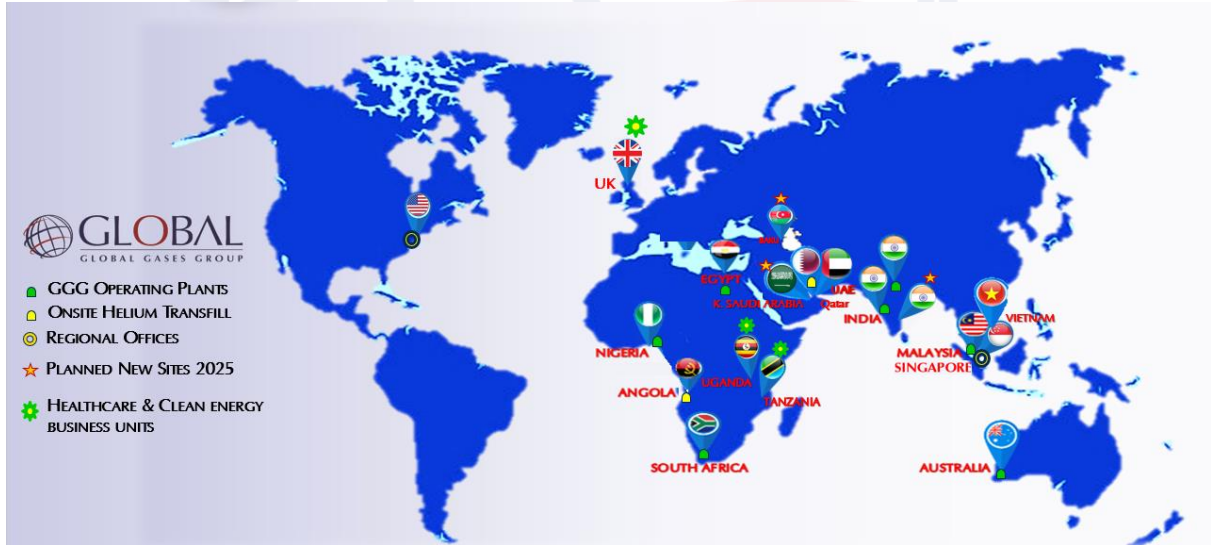 GLOBAL
GLOBAL GASES GROUP
GGG OPERATING PLANTS
ONSITE HELIUM TRANSFILL
REGIONAL OFFICES
PLANNED NEW SITES 2025
HEALTHCARE & CLEAN ENERGY
BUSINESS UNITS
UK
EGYPT
K. SAUDI ARABIA
UAE
Qatar
INDIA
VIETNAM
MALAYSIA
SINGAPORE
NIGERIA
UGANDA
ANGOLA
TANZANIA
SOUTH AFRICA
AUSTRALIA